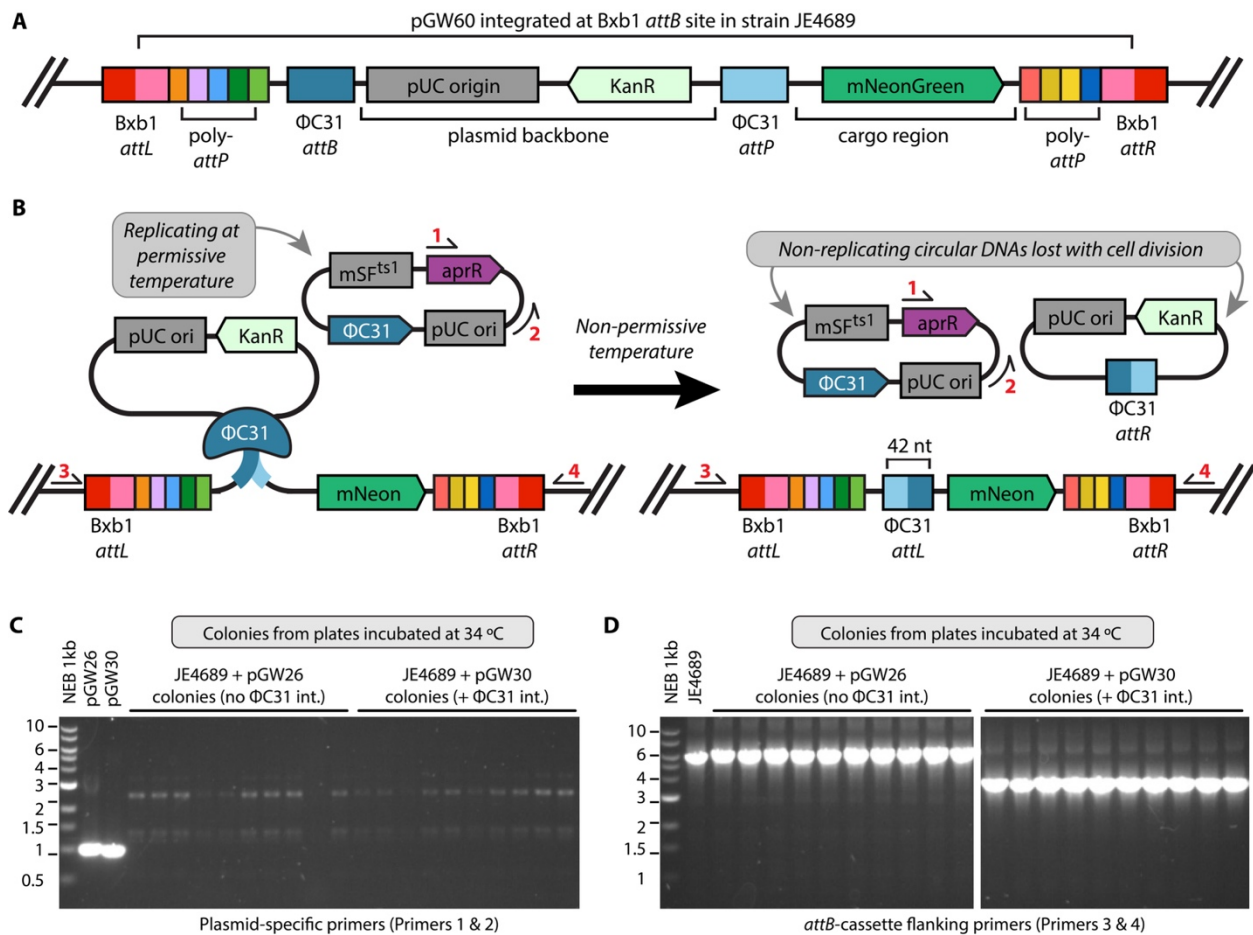 A
pGW60 integrated at Bxb1 attB site in strain JE4689
pUC origin
KanR
mNeonGreen
Bxb1
attL
poly-
attP
ΦC31
attB
plasmid backbone
ΦC31
attP
cargo region
poly-
attP
Bxb1
attR
B
Replicating at
permissive
temperature
mSFts1
1
aprR
ΦC31
pUC ori
2
pUC ori
KanR
ΦC31
3
mNeon
4
Bxb1
attL
Bxb1
attR
Non-permissive
temperature
Non-replicating circular DNAs lost with cell division
mSFts1
1
aprR
ΦC31
pUC ori
2
pUC ori
KanR
ΦC31
attR
42 nt
3
mNeon
4
Bxb1
attL
ΦC31
attL
Bxb1
attR
C
Colonies from plates incubated at 34 ºC
NEB 1kb
pGW26
pGW30
JE4689 + pGW26
colonies (no ΦC31 int.)
JE4689 + pGW30
colonies (+ ΦC31 int.)
10
6
4
3
2
1.5
1
0.5
Plasmid-specific primers (Primers 1 & 2)
D
Colonies from plates incubated at 34 ºC
NEB 1kb
JE4689
JE4689 + pGW26
colonies (no ΦC31 int.)
JE4689 + pGW30
colonies (+ ΦC31 int.)
10
6
4
3
2
1.5
1
attB-cassette flanking primers (Primers 3 & 4)